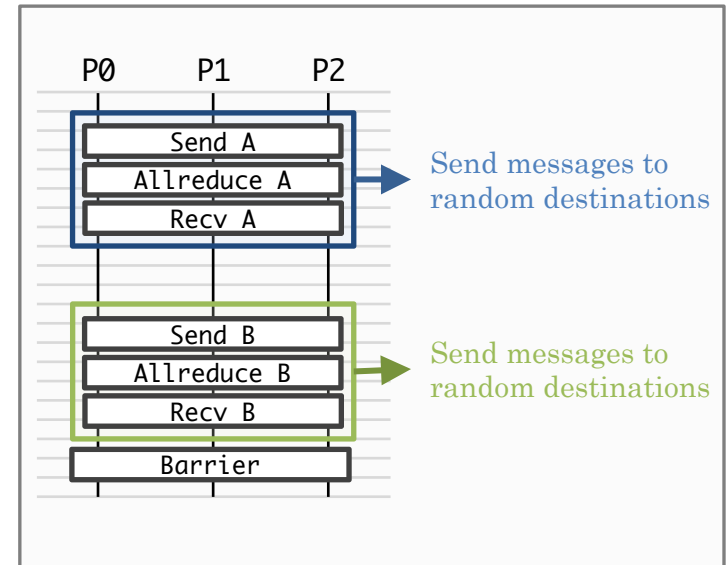 P0 P1 P2
Send A
Allreduce A
Recv A
Send messages to
random destinations
Send B
Allreduce B
Recv B
Send messages to
random destinations
Barrier